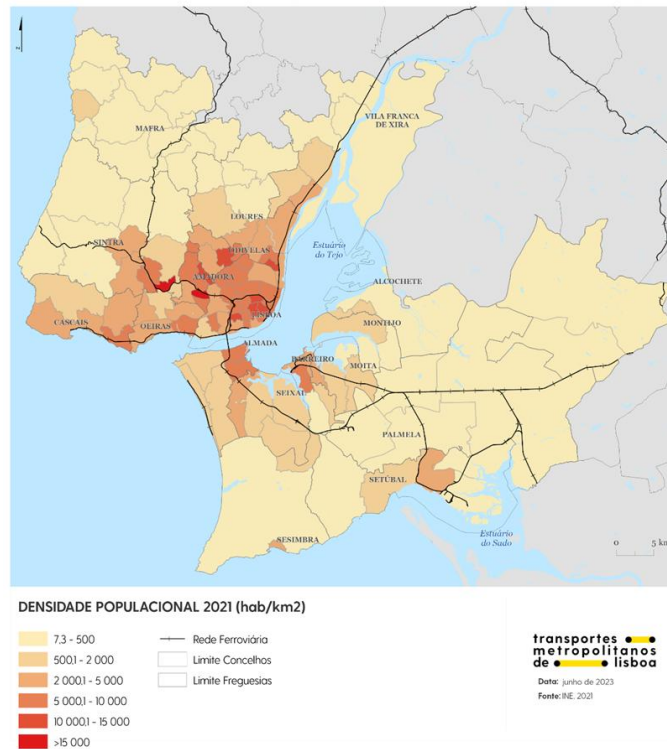 VILA FRANCA
DE XIRA
MAFRA
LOURES
SINTRA
ODIVELAS
Estuário
do Tejo
AMADORA
ALCOCHETE
LISBOA
CASCAIS
OEIRAS
MONTIJO
ALMADA
BARREIRO
MOITA
SEIXAL
PALMELA
SETÚBAL
SESIMBRA
Estuário
do Sado
0 5 km
DENSIDADE POPULACIONAL 2021 (hab/km2)
7,3 - 500
500,1 - 2 000
2 000,1 - 5 000
5 000,1 - 10 000
10 000,1 - 15 000
>15 000
Rede Ferroviária
Limite Concelhos
Limite Freguesias
transportes
metropolitanos
de lisboa
Data: junho de 2023
Fonte: INE, 2021